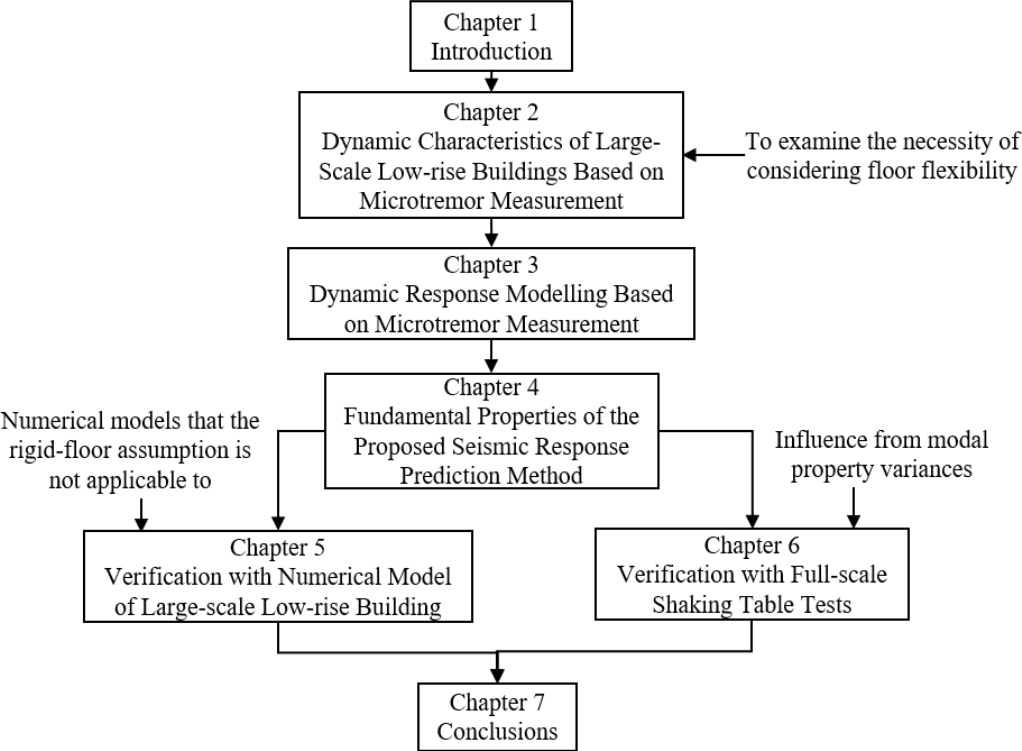 Chapter 1
Introduction
Chapter 2
Dynamic Characteristics of Large-
Scale Low-rise Buildings Based on
Microtremor Measurement
To examine the necessity of
considering floor flexibility
Chapter 3
Dynamic Response Modelling Based
on Microtremor Measurement
Chapter 4
Fundamental Properties of the
Proposed Seismic Response
Prediction Method
Numerical models that the
rigid-floor assumption is
not applicable to
Influence from modal
property variances
Chapter 5
Verification with Numerical Model
of Large-scale Low-rise Building
Chapter 6
Verification with Full-scale
Shaking Table Tests
Chapter 7
Conclusions